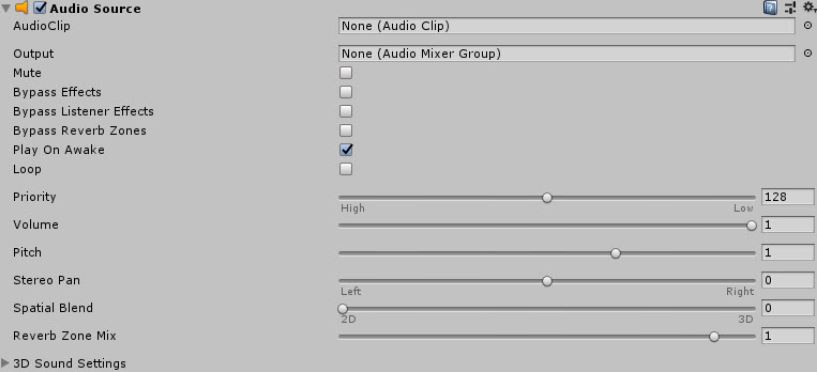 Audio Source
AudioClip None (Audio Clip)
Output None (Audio Mixer Group)
Mute
Bypass Effects
Bypass Listener Effects
Bypass Reverb Zones
Play On Awake
Loop
Priority 128
High Low
Volume 1
Pitch 1
Stereo Pan 0
Left Right
Spatial Blend 0
2D 3D
Reverb Zone Mix 1
3D Sound Settings